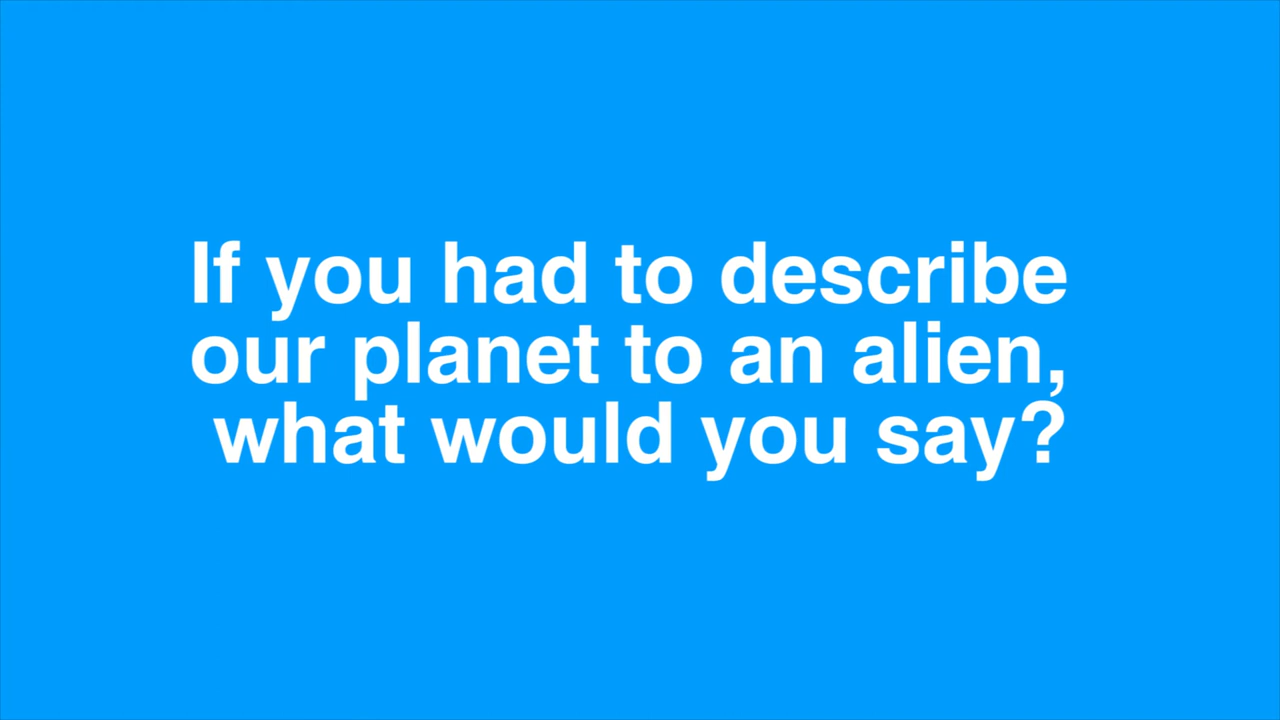 If you had to describe
our planet to an alien,
what would you say?